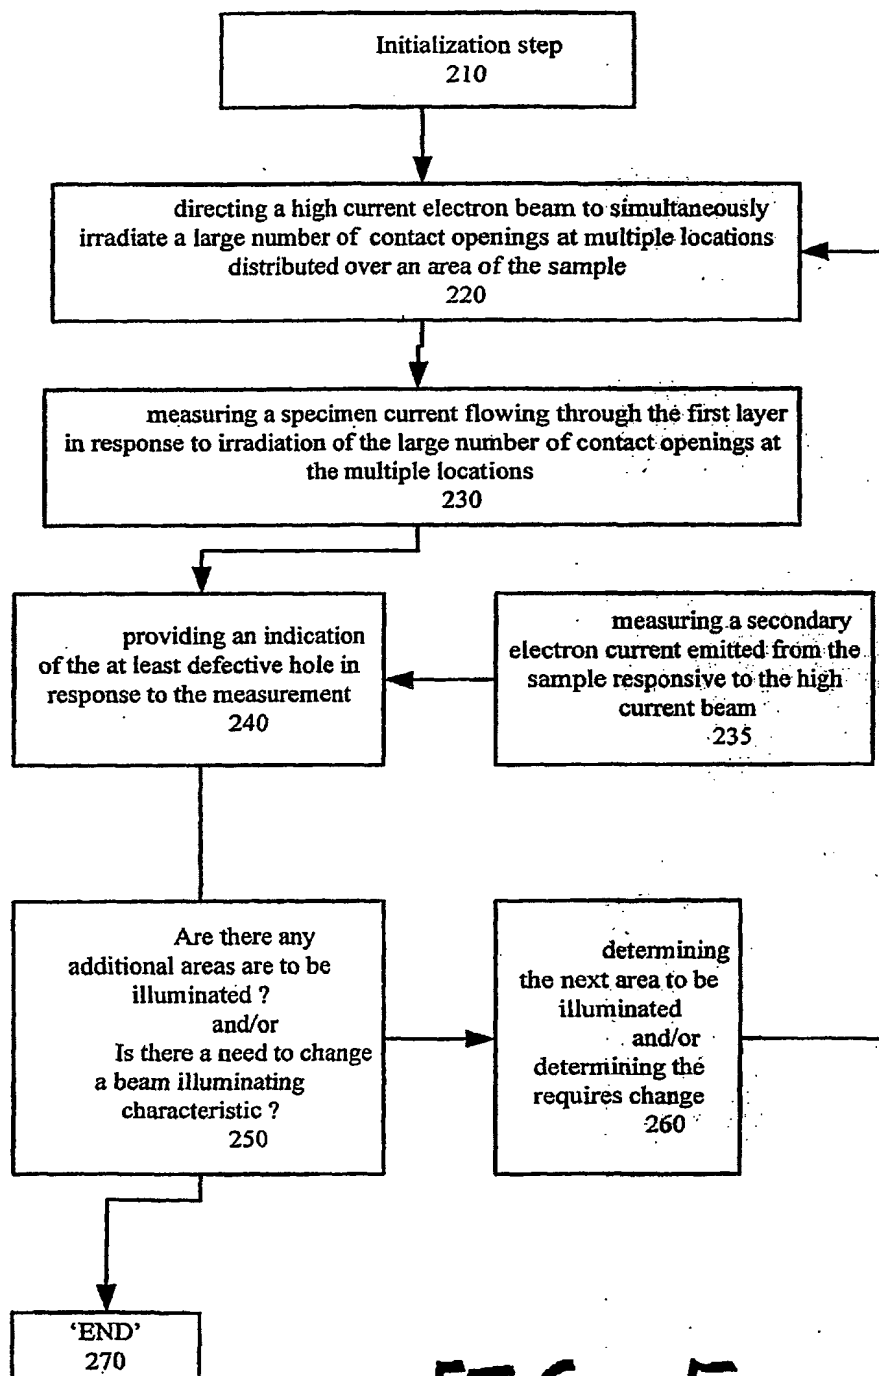 Initialization step
210
directing a high current electron beam to simultaneously
irradiate a large number of contact openings at multiple locations
distributed over an area of the sample
220
measuring a specimen current flowing through the first layer
in response to irradiation of the large number of contact openings at
the multiple locations
230
providing an indication
of the at least defective hole in
response to the measurement
240
measuring a secondary
electron current emitted from the
sample responsive to the high
current beam
235
Are there any
additional areas are to be
illuminated ?
and/or
Is there a need to change
a beam illuminating
characteristic ?
250
determining
the next area to be
illuminated
and/or
determining the
requires change
260
'END'
270